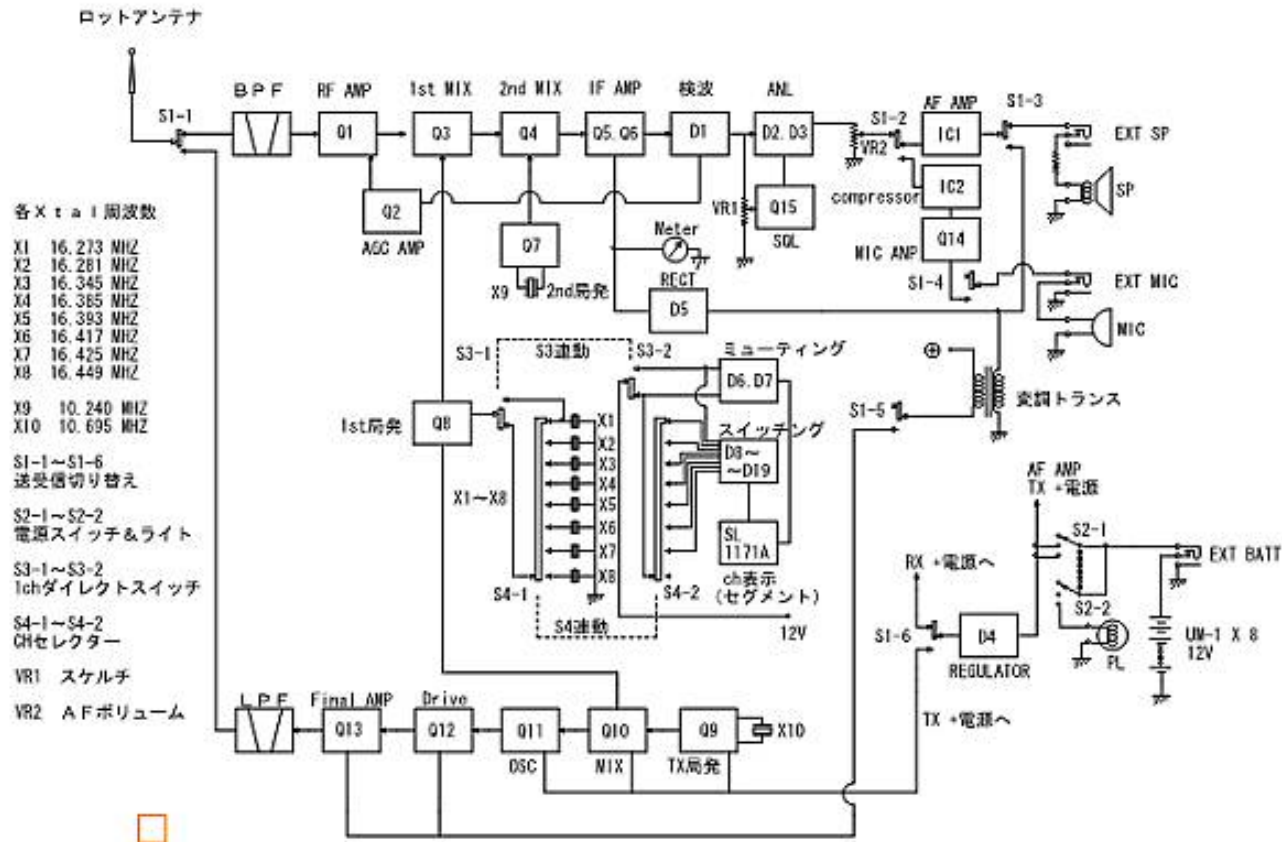 ロットアンテナ
S1-1
BPF
RF AMP
Q1
1st MIX
Q3
2nd MIX
Q4
IF AMP
Q5.Q6
検波
D1
ANL
D2.D3
S1-2
VR2
AF AMP
IC1
S1-3
EXT SP
SP
Q2
AGC AMP
Q7
X9
2nd局発
Meter
VR1
Q15
SQL
compressor
IC2
Q14
MIC ANP
S1-4
EXT MIC
MIC
RECT
D5
各Xtal周波数
X1 16.273 MHZ
X2 16.281 MHZ
X3 16.345 MHZ
X4 16.385 MHZ
X5 16.393 MHZ
X6 16.417 MHZ
X7 16.425 MHZ
X8 16.449 MHZ
X9 10.240 MHZ
X10 10.695 MHZ
S1-1~S1-6
送受信切り替え
S2-1~S2-2
電源スイッチ&ライト
S3-1~S3-2
1chダイレクトスイッチ
S4-1~S4-2
CHセレクター
VR1 スケルチ
VR2 AFボリューム
S3-1
S3連動
S3-2
1st局発
Q8
X1~X8
X1
X2
X3
X4
X5
X6
X7
X8
S4-1
S4連動
S4-2
ミューティング
D6.D7
スイッチング
D8~
~D19
SL
1171A
ch表示
(セグメント)
12V
⊕
S1-5
変調トランス
AF AMP
TX +電源
S2-1
S2-2
EXT BATT
RX +電源へ
S1-6
D4
REGULATOR
PL
UM-1 X 8
12V
TX +電源へ
LPF
Final AMP
Q13
Drive
Q12
Q11
OSC
Q10
MIX
Q9
TX局発
X10